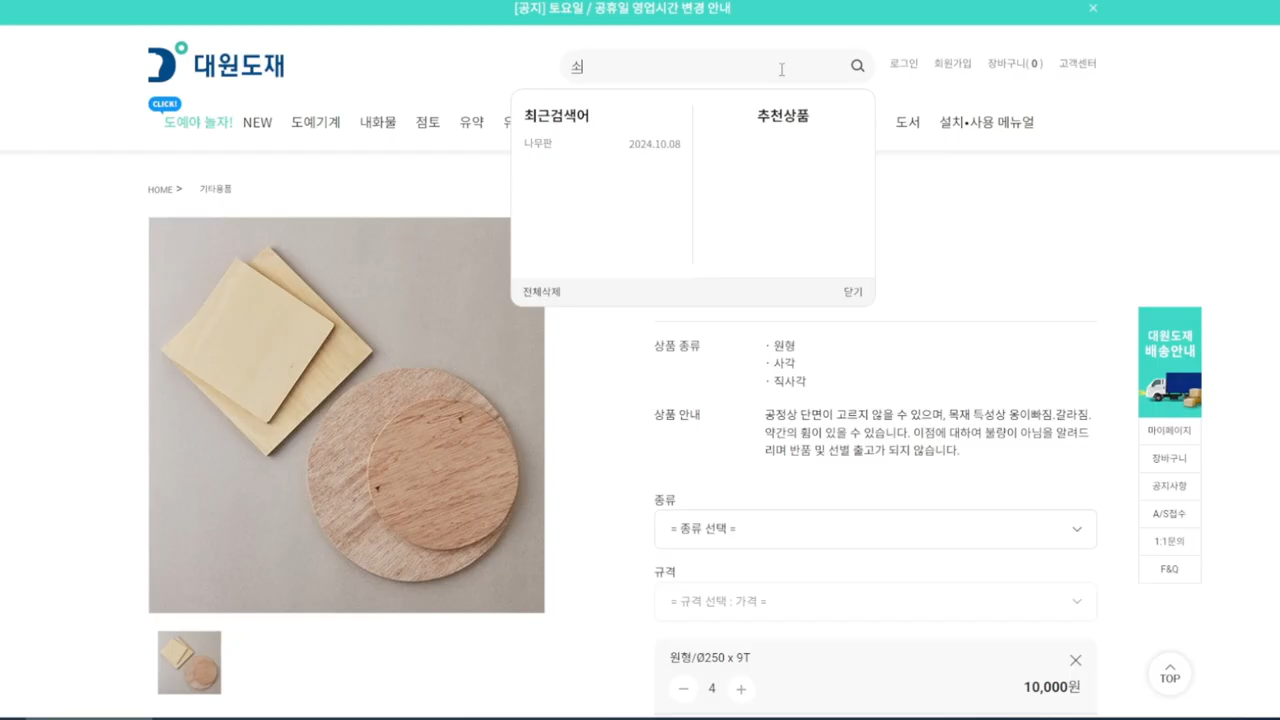 [공지] 토요일 / 공휴일 영업시간 변경 안내
대원도재
쇠
로그인
회원가입
장바구니( 0 )
고객센터
CLICK!
도예야 놀자!
NEW
도예기계
내화물
점토
유약
도서
설치•사용 메뉴얼
최근검색어
추천상품
나무판
2024.10.08
전체삭제
닫기
HOME >
기타용품
상품 종류
· 원형
· 사각
· 직사각
상품 안내
공정상 단면이 고르지 않을 수 있으며, 목재 특성상 옹이빠짐.갈라짐.
약간의 휨이 있을 수 있습니다. 이점에 대하여 불량이 아님을 알려드
리며 반품 및 선별 출고가 되지 않습니다.
종류
= 종류 선택 =
규격
= 규격 선택 : 가격 =
원형/Ø250 x 9T
4
10,000원
대원도재
배송안내
마이페이지
장바구니
공지사항
A/S접수
1:1문의
F&Q
TOP